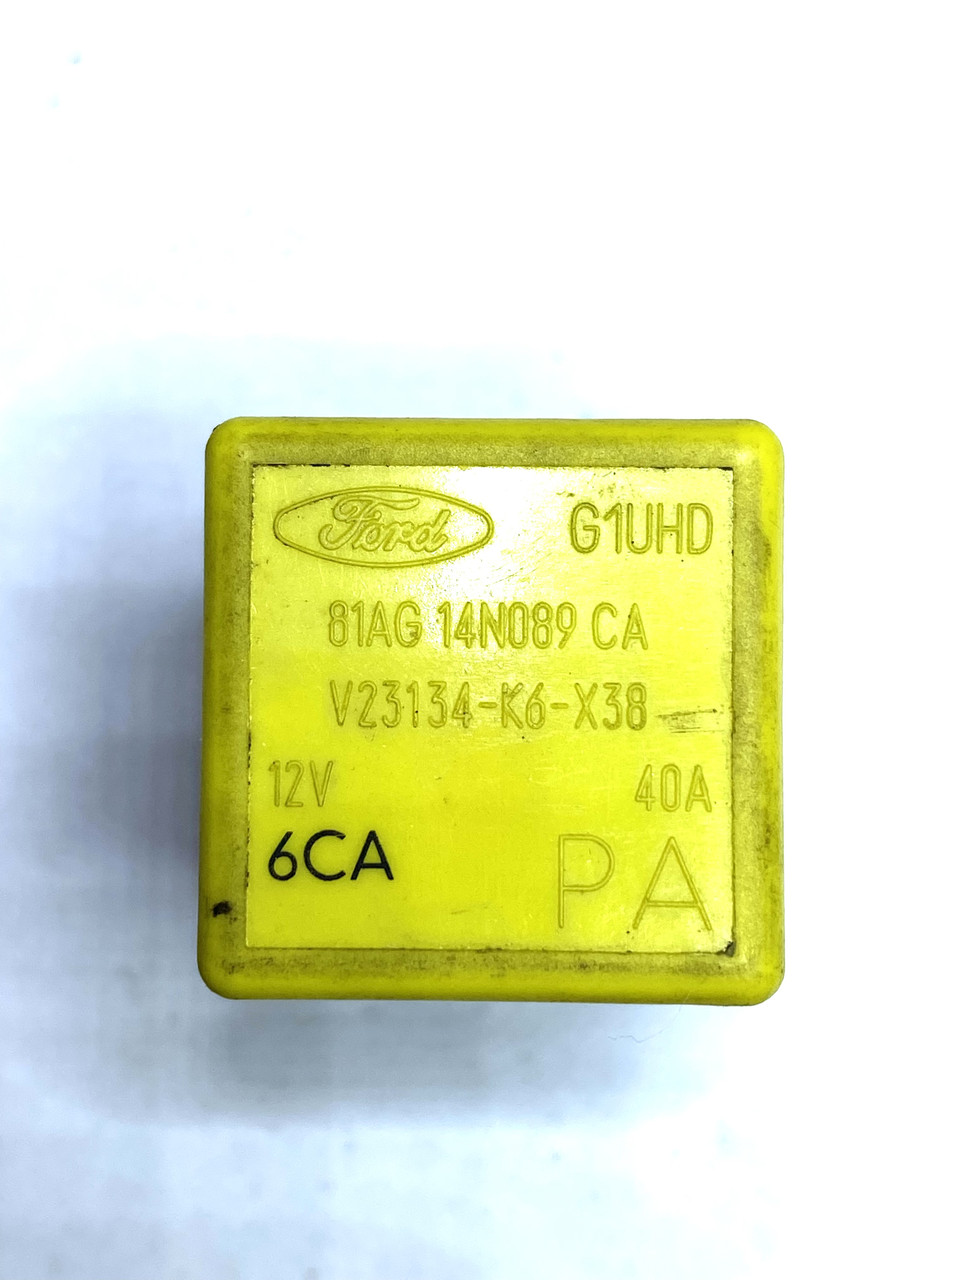 Ford G1UHD
81AG 14N089 CA
V23134-K6-X38
12V 40A
6CA PA